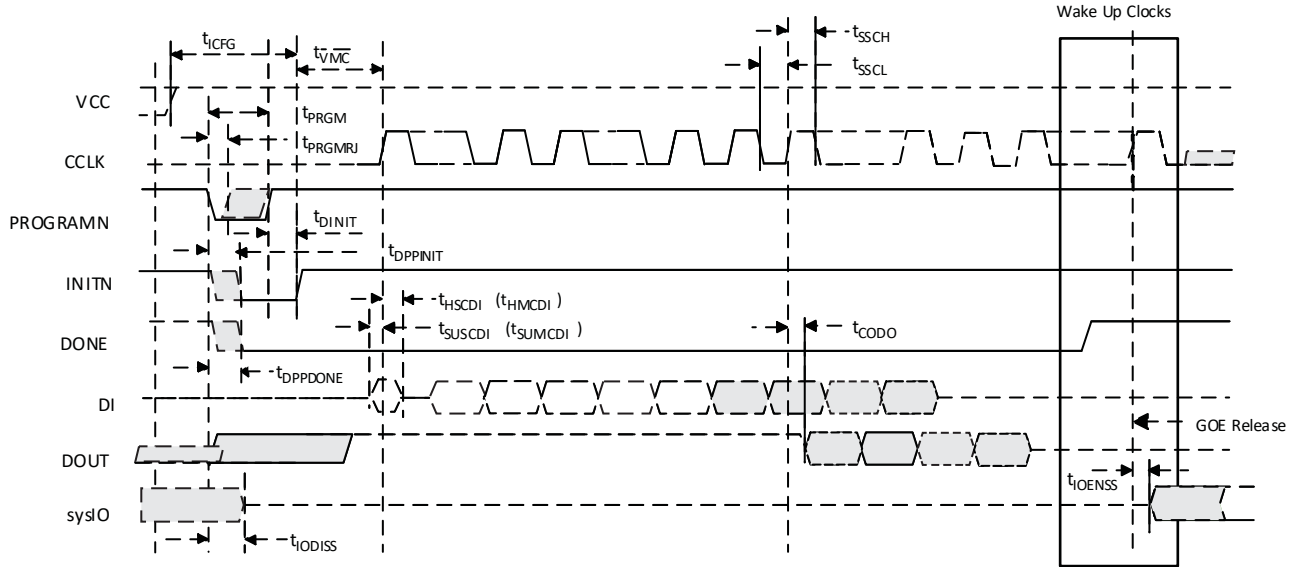 Wake Up Clocks
tICFG
tVMC
tSSCH
tSSCL
VCC
tPRGM
tPRGMRJ
CCLK
PROGRAMN
tDINIT
tDPPINIT
INITN
tHSCDI (tHMCDI)
tSUSCDI (tSUMCDI)
tCODO
DONE
tDPPDONE
DI
GOE Release
DOUT
tIOENSS
sysIO
tIODISS